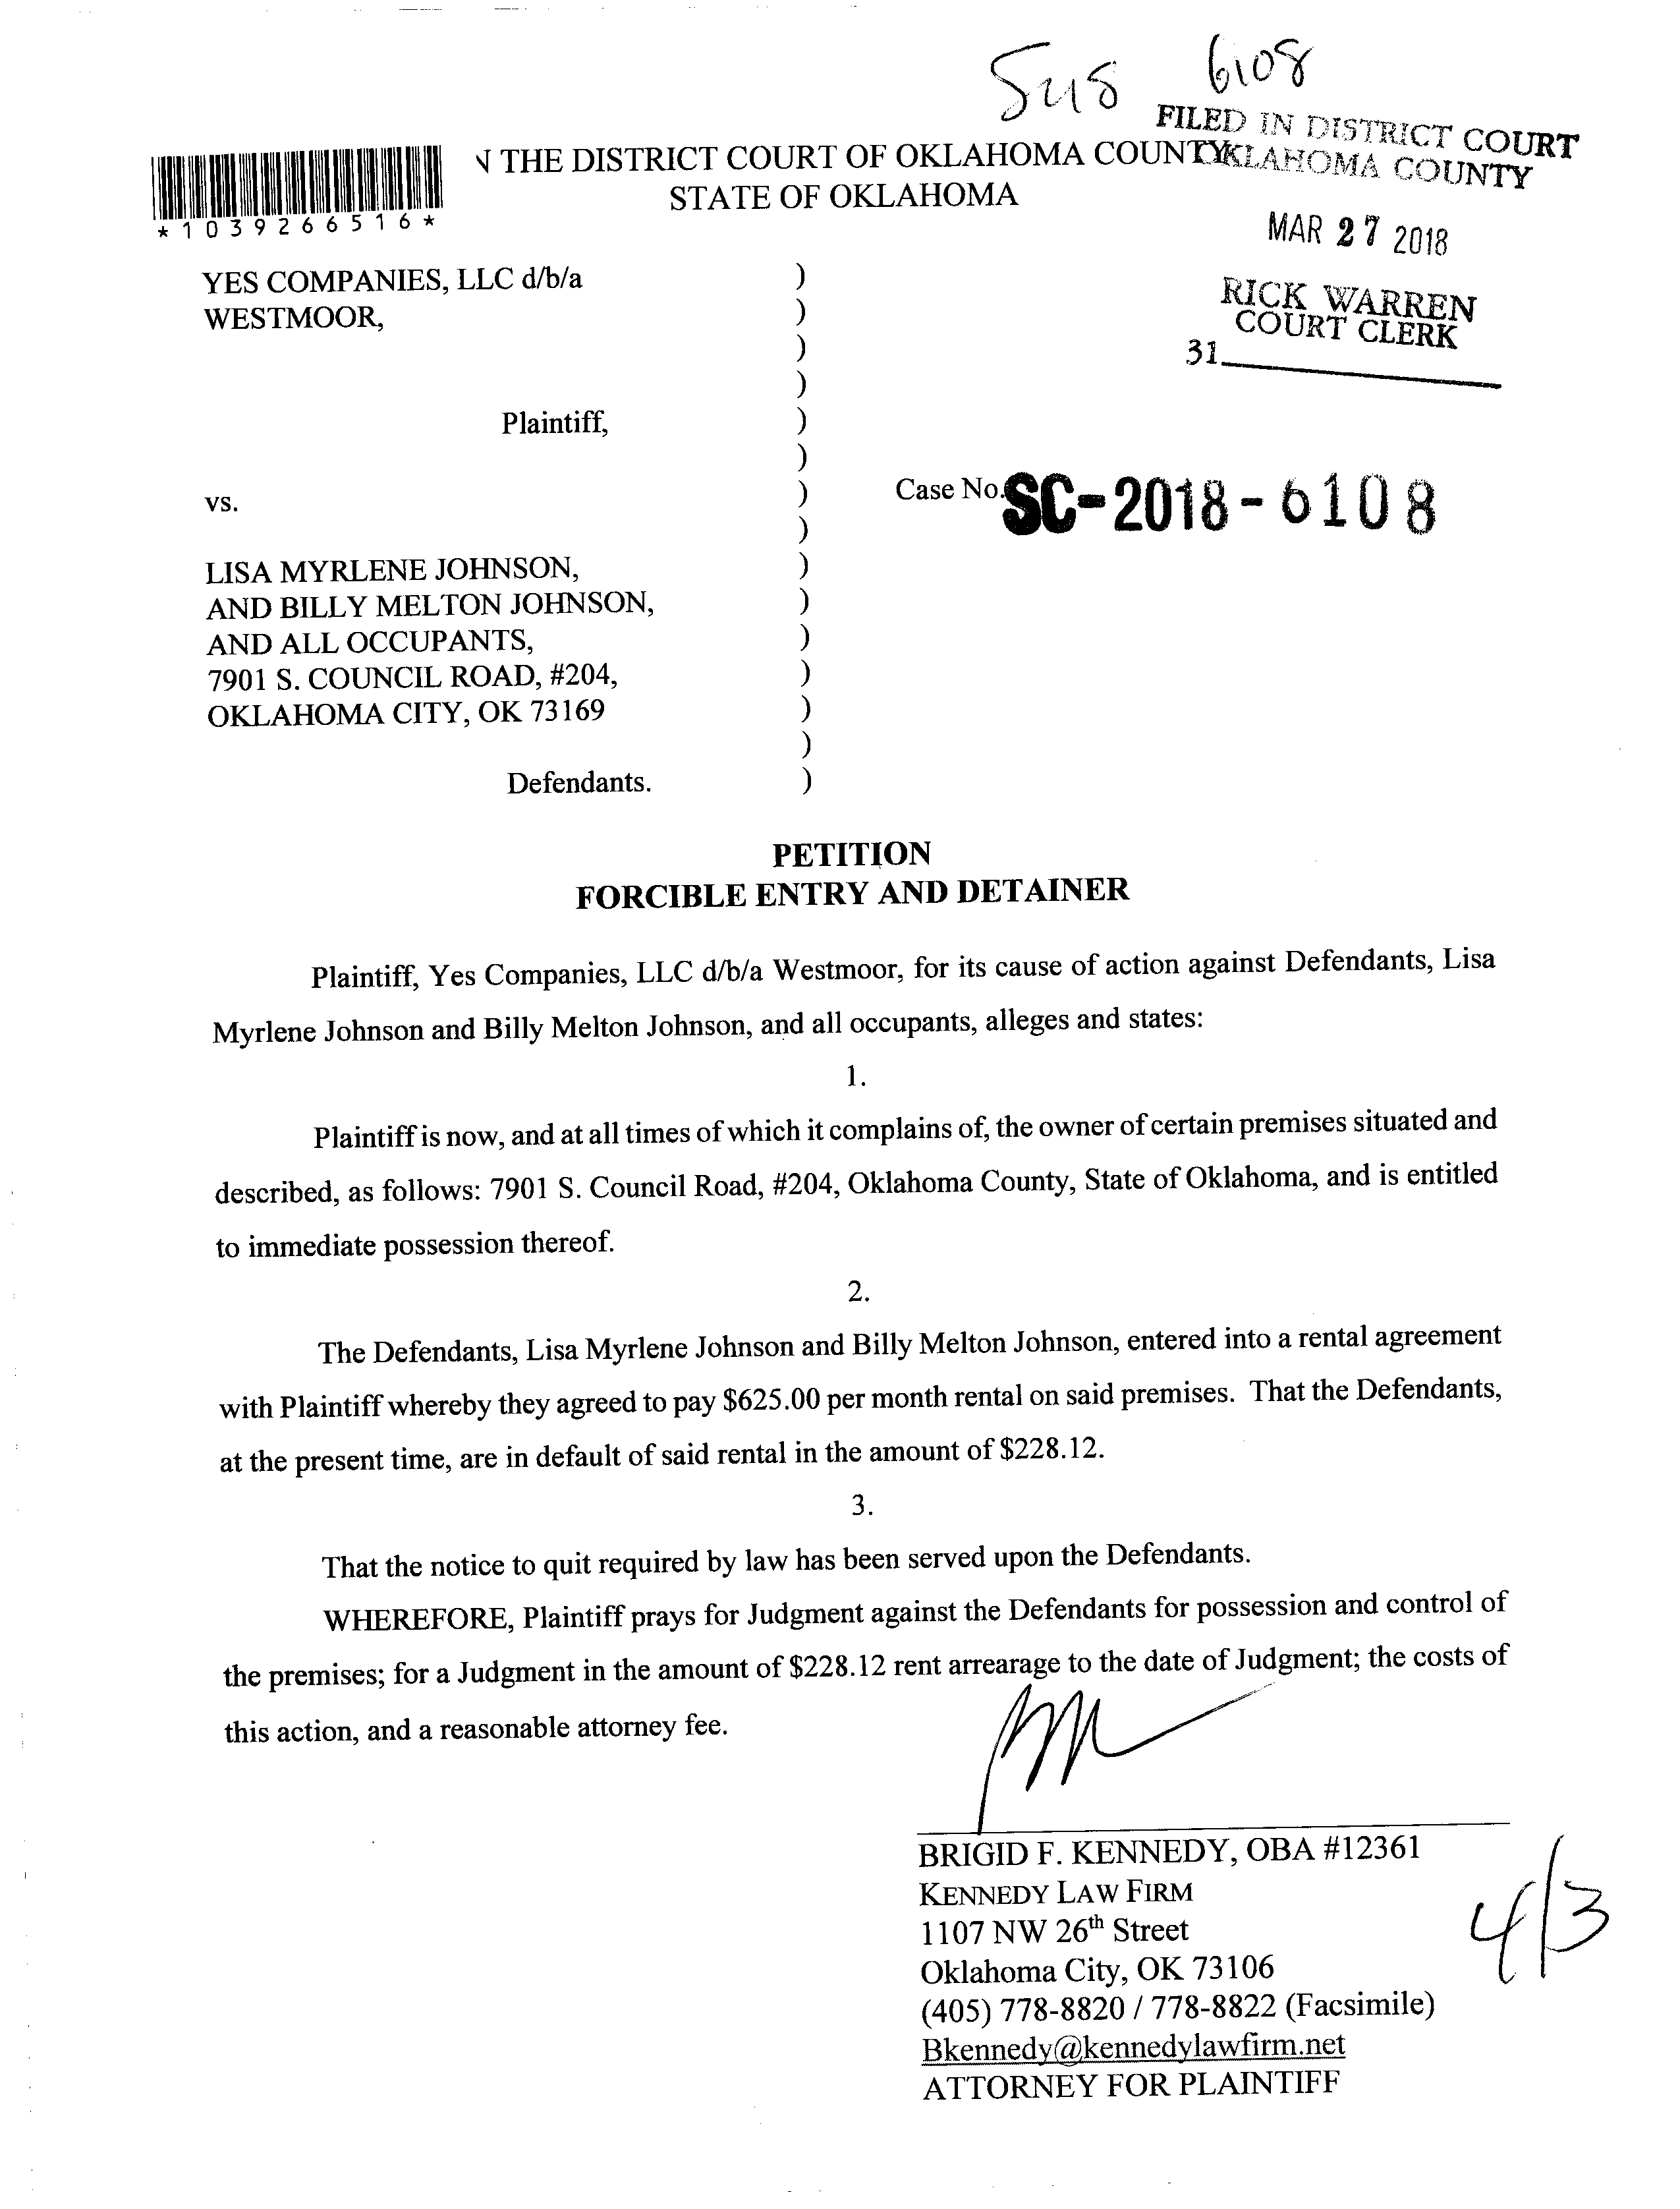 6108
FILED IN DISTRICT COURT
OKLAHOMA COUNTY
THE DISTRICT COURT OF OKLAHOMA COUNTY
STATE OF OKLAHOMA
*1039266516*
MAR 27 2018
RICK WARREN
COURT CLERK
31
YES COMPANIES, LLC d/b/a )
WESTMOOR, )
)
)
Plaintiff, )
)
vs. )
Case No. SC-2018-6108
)
LISA MYRLENE JOHNSON, )
AND BILLY MELTON JOHNSON, )
AND ALL OCCUPANTS, )
7901 S. COUNCIL ROAD, #204, )
OKLAHOMA CITY, OK 73169 )
)
Defendants. )
PETITION
FORCIBLE ENTRY AND DETAINER
Plaintiff, Yes Companies, LLC d/b/a Westmoor, for its cause of action against Defendants, Lisa
Myrlene Johnson and Billy Melton Johnson, and all occupants, alleges and states:
1.
Plaintiff is now, and at all times of which it complains of, the owner of certain premises situated and
described, as follows: 7901 S. Council Road, #204, Oklahoma County, State of Oklahoma, and is entitled
to immediate possession thereof.
2.
The Defendants, Lisa Myrlene Johnson and Billy Melton Johnson, entered into a rental agreement
with Plaintiff whereby they agreed to pay $625.00 per month rental on said premises. That the Defendants,
at the present time, are in default of said rental in the amount of $228.12.
3.
That the notice to quit required by law has been served upon the Defendants.
WHEREFORE, Plaintiff prays for Judgment against the Defendants for possession and control of
the premises; for a Judgment in the amount of $228.12 rent arrearage to the date of Judgment; the costs of
this action, and a reasonable attorney fee.
BRIGID F. KENNEDY, OBA #12361
KENNEDY LAW FIRM
1107 NW 26th Street
Oklahoma City, OK 73106
(405) 778-8820 / 778-8822 (Facsimile)
Bkennedy@kennedylawfirm.net
ATTORNEY FOR PLAINTIFF
4/3